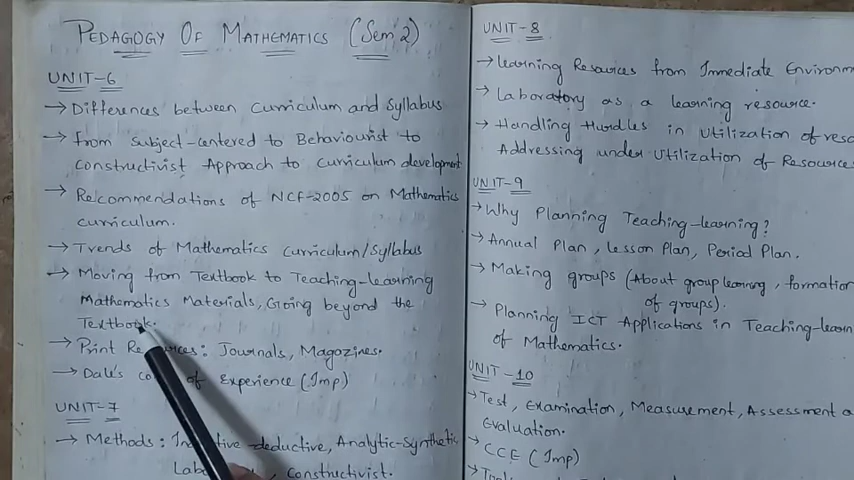 PEDAGOGY OF MATHEMATICS (Sem 2)
UNIT-6
→ Differences between Curriculum and Syllabus
→ From Subject-centered to Behaviourist to
Constructivist Approach to Curriculum development
→ Recommendations of NCF-2005 on Mathematics
curriculum.
→ Trends of Mathematics Curriculum/Syllabus
→ Moving from Textbook to Teaching-learning
Mathematics Materials, Going beyond the
Textbook.
→ Print Resources: Journals, Magazines.
→ Dale's of Experience (Imp)
UNIT-7
→ Methods: deductive, Analytic-Synthetic
Constructivist.
UNIT-8
→ Learning Resources from Immediate
→ Laboratory as a learning resource.
→ Handling Hurdles in Utilization of
Addressing under Utilization of Resource
UNIT-9
→ Why Planning Teaching-learning?
→ Annual Plan, Lesson Plan, Period Plan.
→ Making groups (About group learning, formation
of groups).
→ Planning ICT Applications in Teaching-learn
of Mathematics.
UNIT-10
→ Test, Examination, Measurement, Assessment
Evaluation.
→ CCE (Imp)